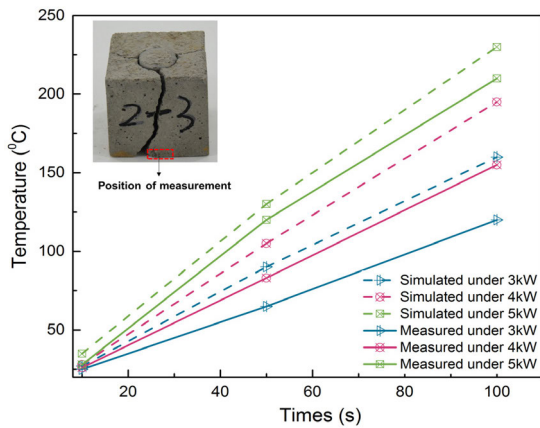 250
200
150
100
50
Temperature (⁰C)
2+3
Position of measurement
Simulated under 3kW
Simulated under 4kW
Simulated under 5kW
Measured under 3kW
Measured under 4kW
Measured under 5kW
20 40 60 80 100
Times (s)